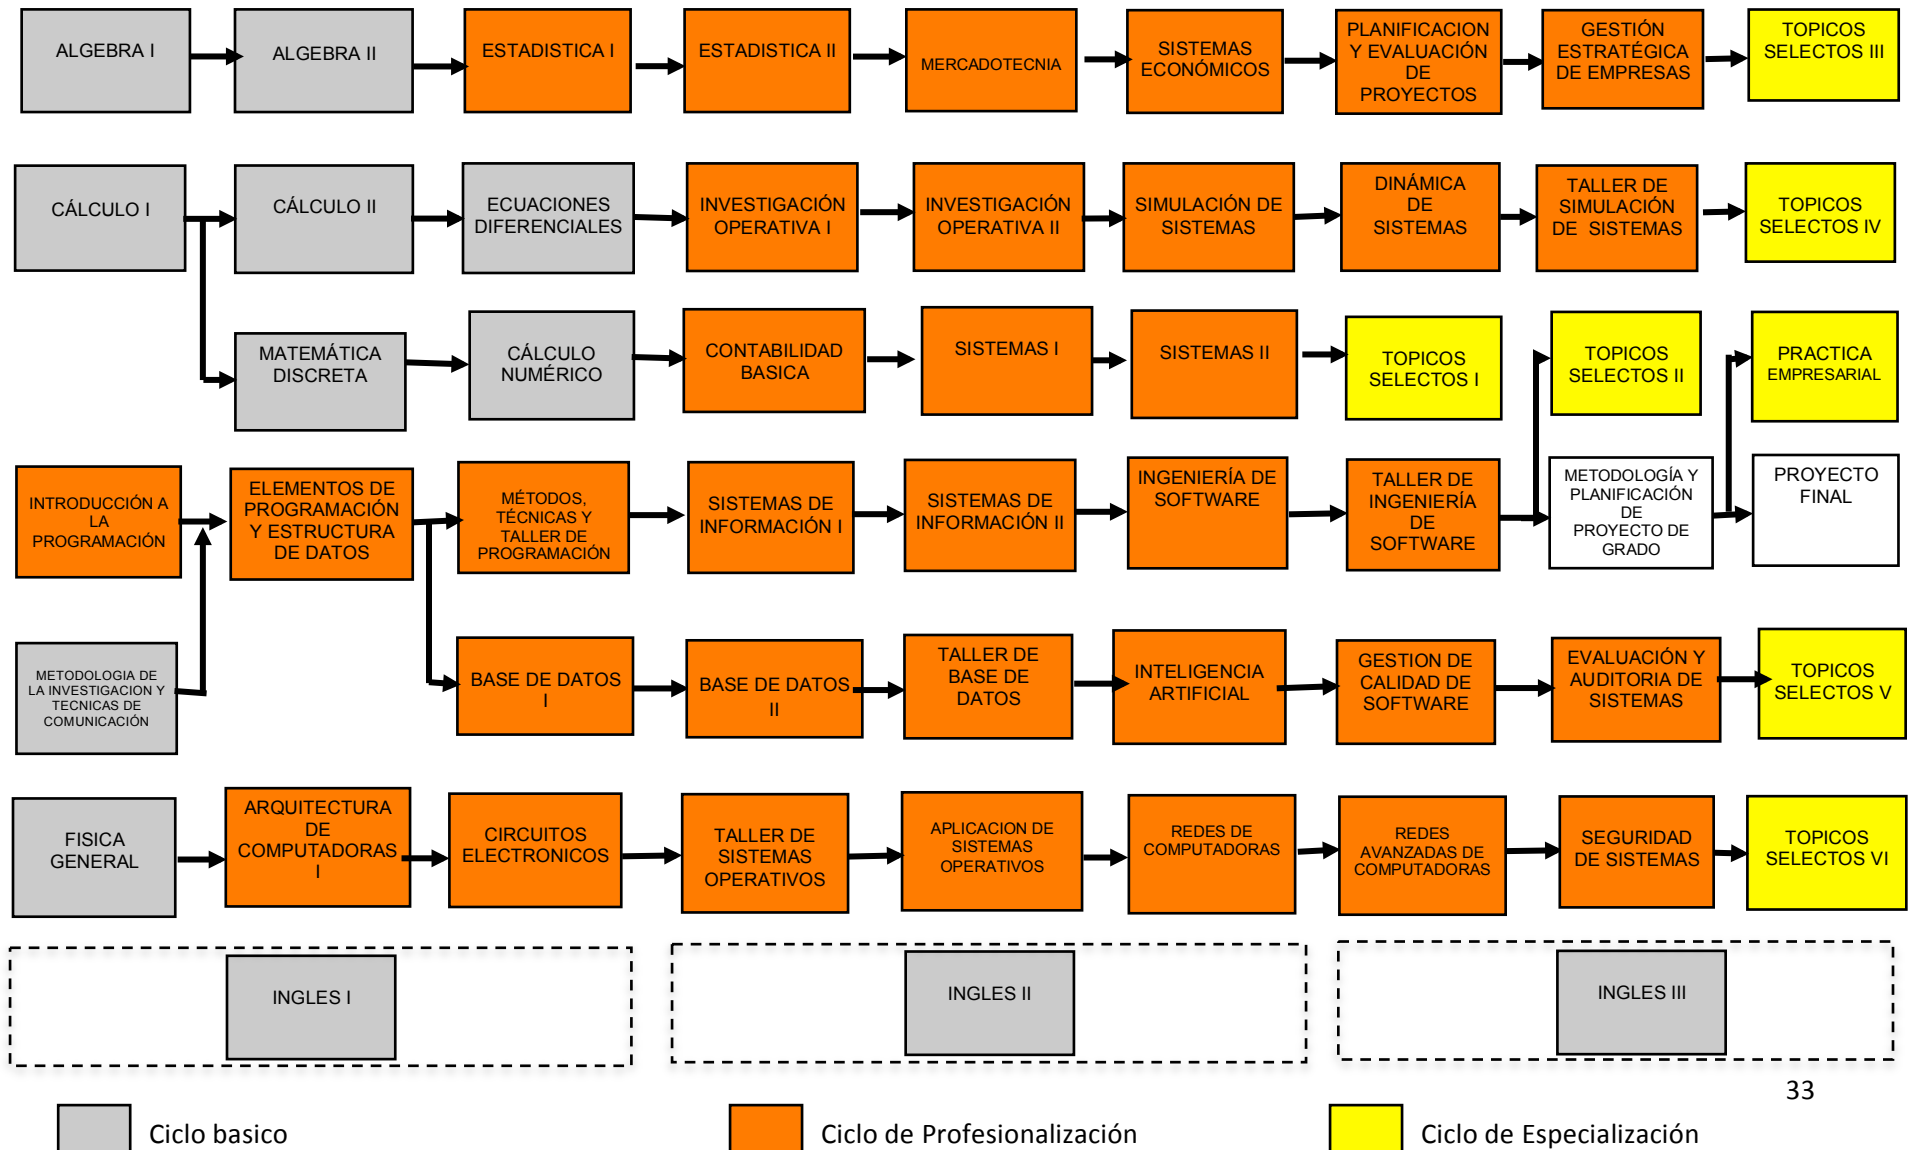 ALGEBRA I
ALGEBRA II
ESTADISTICA I
ESTADISTICA II
MERCADOTECNIA
SISTEMAS
ECONÓMICOS
PLANIFICACION
Y EVALUACIÓN
DE
PROYECTOS
GESTIÓN
ESTRATÉGICA
DE EMPRESAS
TOPICOS
SELECTOS III
CÁLCULO I
CÁLCULO II
ECUACIONES
DIFERENCIALES
INVESTIGACIÓN
OPERATIVA I
INVESTIGACIÓN
OPERATIVA II
SIMULACIÓN DE
SISTEMAS
DINÁMICA
DE
SISTEMAS
TALLER DE
SIMULACIÓN
DE SISTEMAS
TOPICOS
SELECTOS IV
MATEMÁTICA
DISCRETA
CÁLCULO
NUMÉRICO
CONTABILIDAD
BASICA
SISTEMAS I
SISTEMAS II
TOPICOS
SELECTOS I
TOPICOS
SELECTOS II
PRACTICA
EMPRESARIAL
INTRODUCCIÓN A
LA
PROGRAMACIÓN
ELEMENTOS DE
PROGRAMACIÓN
Y ESTRUCTURA
DE DATOS
MÉTODOS,
TÉCNICAS Y
TALLER DE
PROGRAMACIÓN
SISTEMAS DE
INFORMACIÓN I
SISTEMAS DE
INFORMACIÓN II
INGENIERÍA DE
SOFTWARE
TALLER DE
INGENIERÍA
DE
SOFTWARE
METODOLOGÍA Y
PLANIFICACIÓN
DE
PROYECTO DE
GRADO
PROYECTO
FINAL
METODOLOGIA DE
LA INVESTIGACION Y
TECNICAS DE
COMUNICACIÓN
BASE DE DATOS
I
BASE DE DATOS
II
TALLER DE
BASE DE
DATOS
INTELIGENCIA
ARTIFICIAL
GESTION DE
CALIDAD DE
SOFTWARE
EVALUACIÓN Y
AUDITORIA DE
SISTEMAS
TOPICOS
SELECTOS V
FISICA
GENERAL
ARQUITECTURA
DE
COMPUTADORAS
I
CIRCUITOS
ELECTRONICOS
TALLER DE
SISTEMAS
OPERATIVOS
APLICACION DE
SISTEMAS
OPERATIVOS
REDES DE
COMPUTADORAS
REDES
AVANZADAS DE
COMPUTADORAS
SEGURIDAD
DE SISTEMAS
TOPICOS
SELECTOS VI
INGLES I
INGLES II
INGLES III
33
Ciclo basico
Ciclo de Profesionalización
Ciclo de Especialización